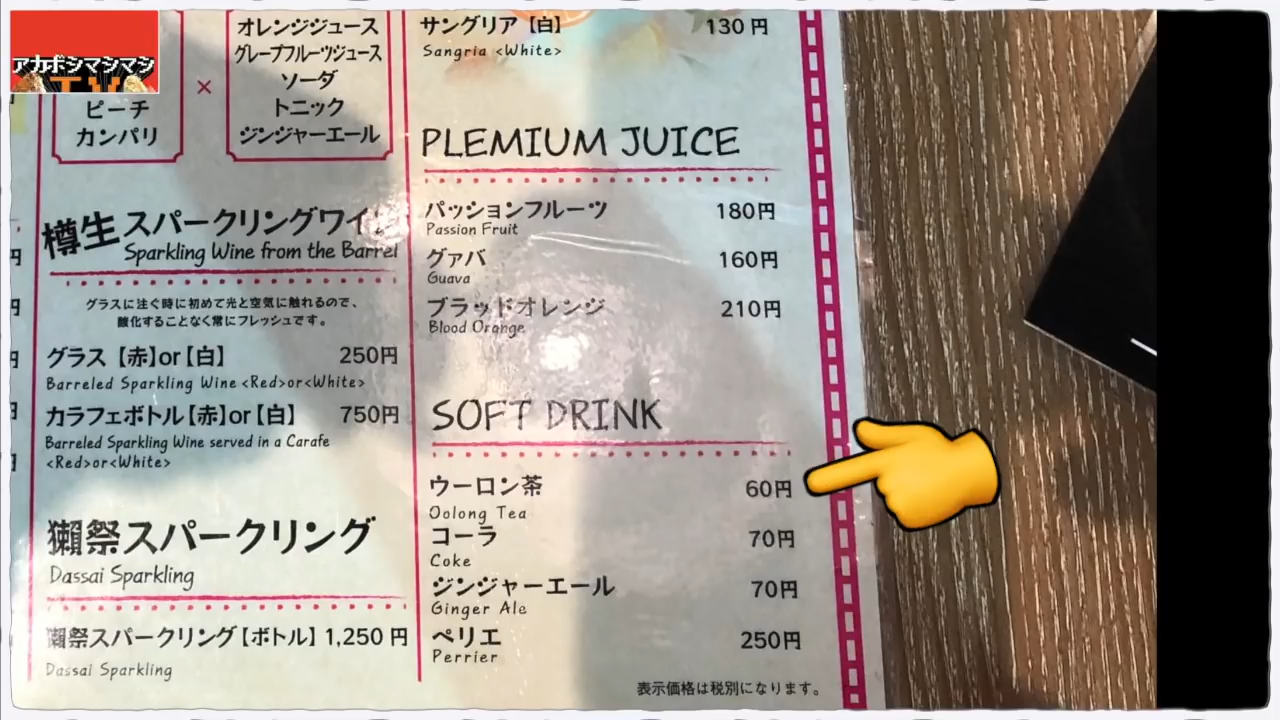 アカボシマンマン
TV
ピーチ
カンパリ
×
オレンジジュース
グレープフルーツジュース
ソーダ
トニック
ジンジャーエール
樽生 スパークリングワイン
Sparkling Wine from the Barrel
グラスに注ぐ時に初めて光と空気に触れるので、
酸化することなく常にフレッシュです。
グラス【赤】or【白】 250円
Barreled Sparkling Wine <Red>or<White>
カラフェボトル【赤】or【白】 750円
Barreled Sparkling Wine served in a Carafe
<Red>or<White>
獺祭スパークリング
Dassai Sparkling
獺祭スパークリング【ボトル】 1,250円
Dassai Sparkling
サングリア【白】 130円
Sangria <White>
PLEMIUM JUICE
パッションフルーツ 180円
Passion Fruit
グァバ 160円
Guava
ブラッドオレンジ 210円
Blood Orange
SOFT DRINK
ウーロン茶 60円
Oolong Tea
コーラ 70円
Coke
ジンジャーエール 70円
Ginger Ale
ペリエ 250円
Perrier
表示価格は税別になります。